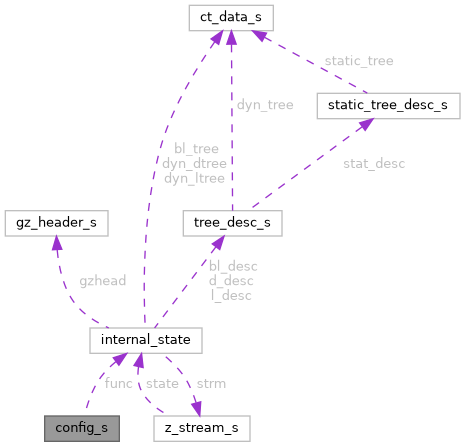 ct_data_s
static_tree
dyn_tree
static_tree_desc_s
bl_tree
dyn_dtree
dyn_ltree
stat_desc
gz_header_s
tree_desc_s
gzhead
bl_desc
d_desc
l_desc
internal_state
func
state
strm
config_s
z_stream_s